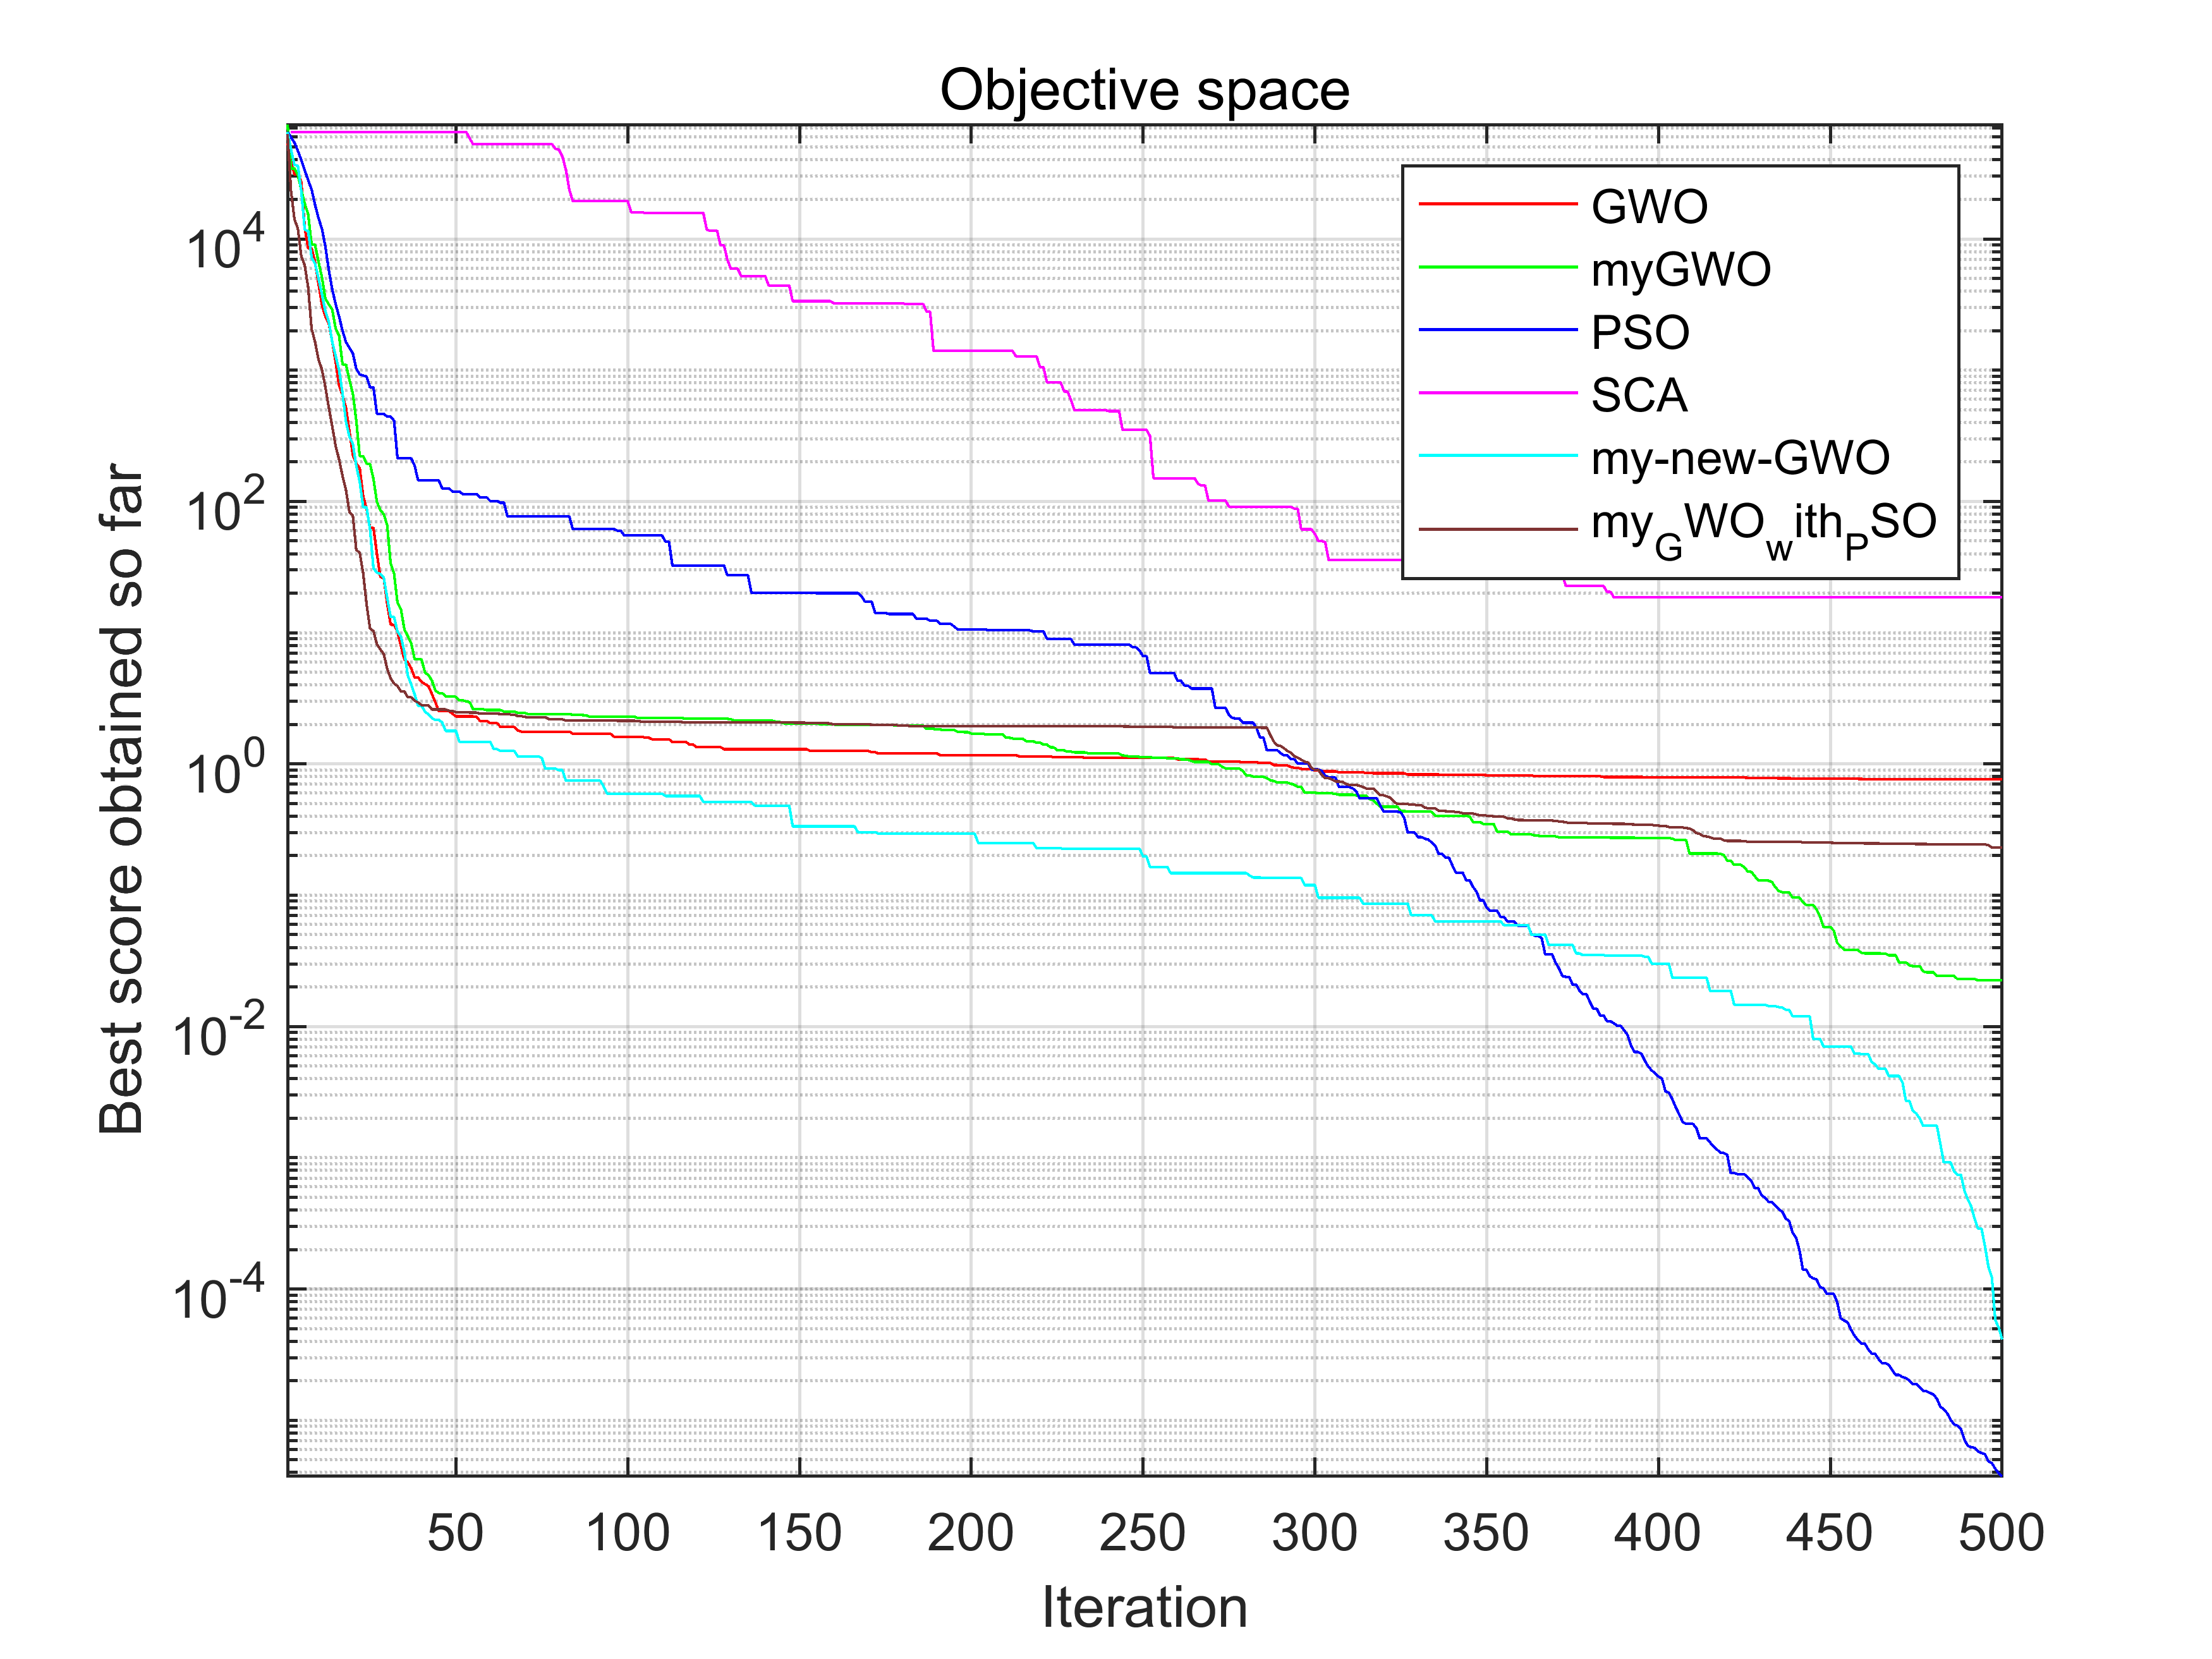 Objective space
Best score obtained so far
10^4
10^2
10^0
10^-2
10^-4
GWO
myGWO
PSO
SCA
my-new-GWO
my_GWO_with_PSO
50 100 150 200 250 300 350 400 450 500
Iteration